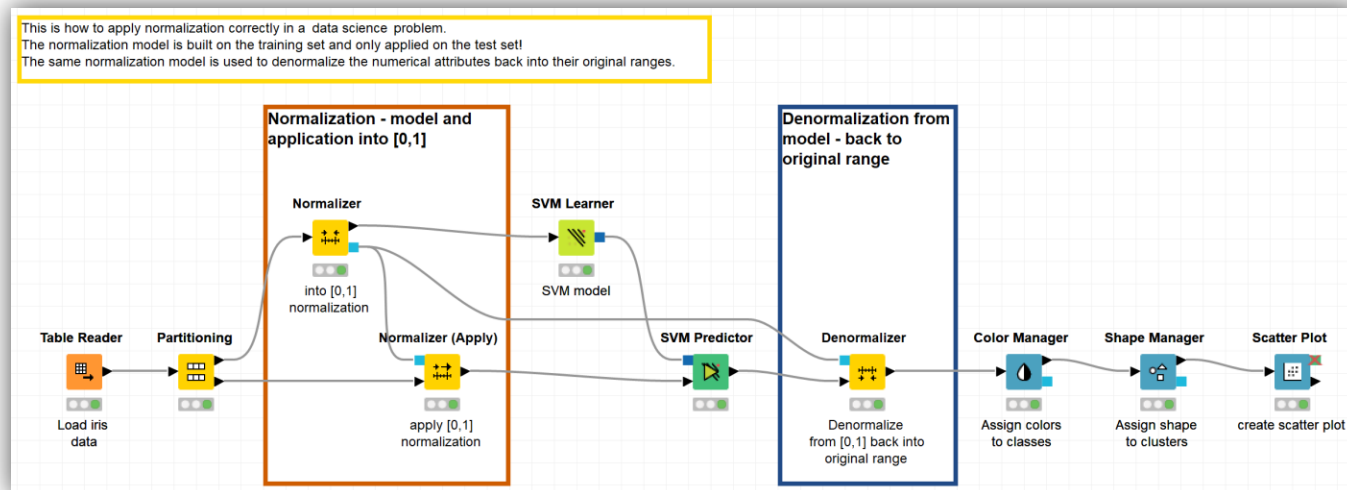 This is how to apply normalization correctly in a data science problem.
The normalization model is built on the training set and only applied on the test set!
The same normalization model is used to denormalize the numerical attributes back into their original ranges.
Normalization - model and
application into [0,1]
Denormalization from
model - back to
original range
Normalizer
into [0,1]
normalization
SVM Learner
SVM model
Table Reader
Load iris
data
Partitioning
Normalizer (Apply)
apply [0,1]
normalization
SVM Predictor
Denormalizer
Denormalize
from [0,1] back into
original range
Color Manager
Assign colors
to classes
Shape Manager
Assign shape
to clusters
Scatter Plot
create scatter plot